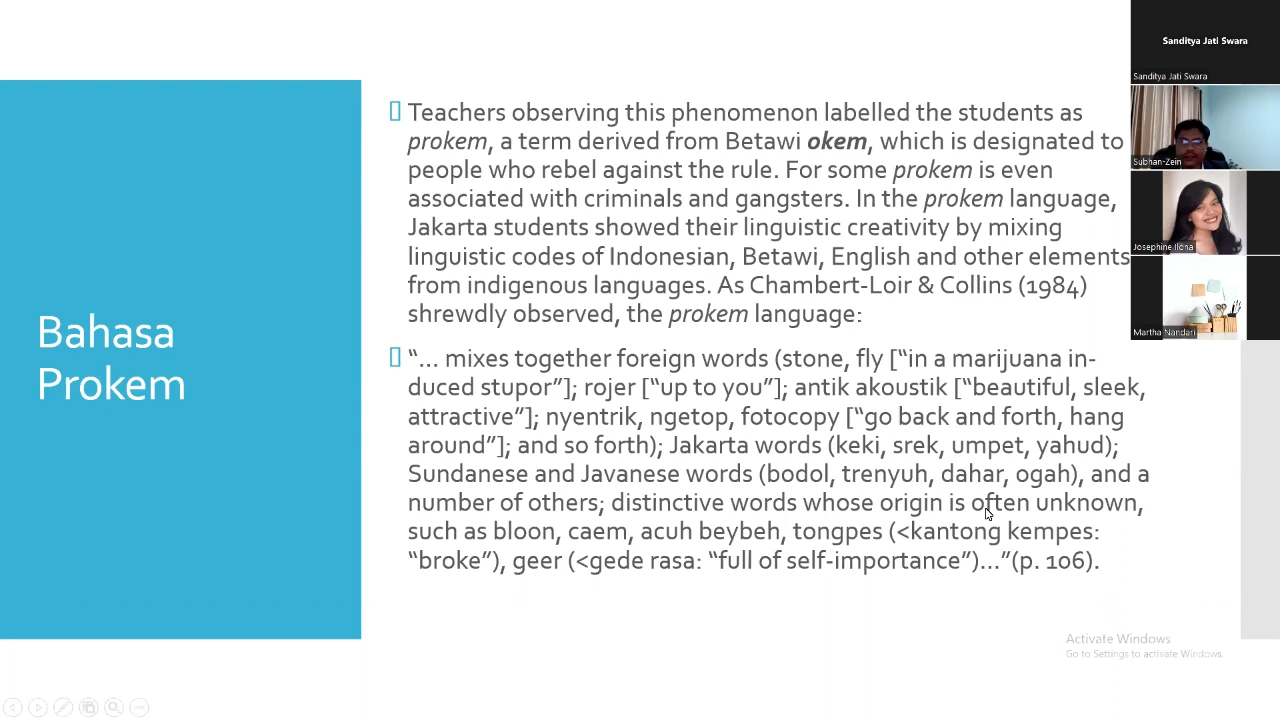 Bahasa
Prokem
Teachers observing this phenomenon labelled the students as
prokem, a term derived from Betawi okem, which is designated to
people who rebel against the rule. For some prokem is even
associated with criminals and gangsters. In the prokem language,
Jakarta students showed their linguistic creativity by mixing
linguistic codes of Indonesian, Betawi, English and other elements
from indigenous languages. As Chambert-Loir & Collins (1984)
shrewdly observed, the prokem language:
“... mixes together foreign words (stone, fly [“in a marijuana in-
duced stupor”]; rojer [“up to you”]; antik akoustik [“beautiful, sleek,
attractive”]; nyentrik, ngetop, fotocopy [“go back and forth, hang
around”]; and so forth); Jakarta words (keki, srek, umpet, yahud);
Sundanese and Javanese words (bodol, trenyuh, dahar, ogah), and a
number of others; distinctive words whose origin is often unknown,
such as bloon, caem, acuh beybeh, tongpes (<kantong kempes:
“broke”), geer (<gede rasa: “full of self-importance”)...”(p. 106).
Sanditya Jati Swara
Sanditya Jati Swara
Subhan-Zein
Josephine Ilona
Martha Nandari
Activate Windows
Go to Settings to activate Windows.